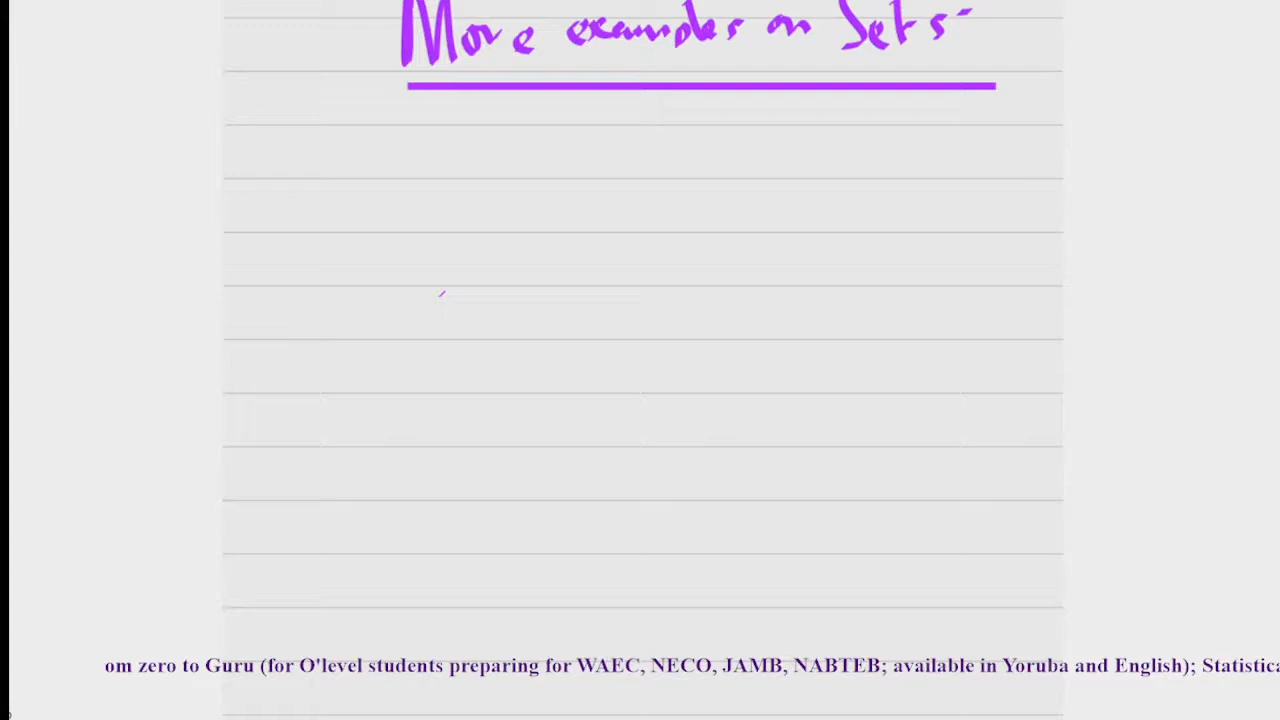 More examples on Sets-
om zero to Guru (for O'level students preparing for WAEC, NECO, JAMB, NABTEB; available in Yoruba and English); Statistica